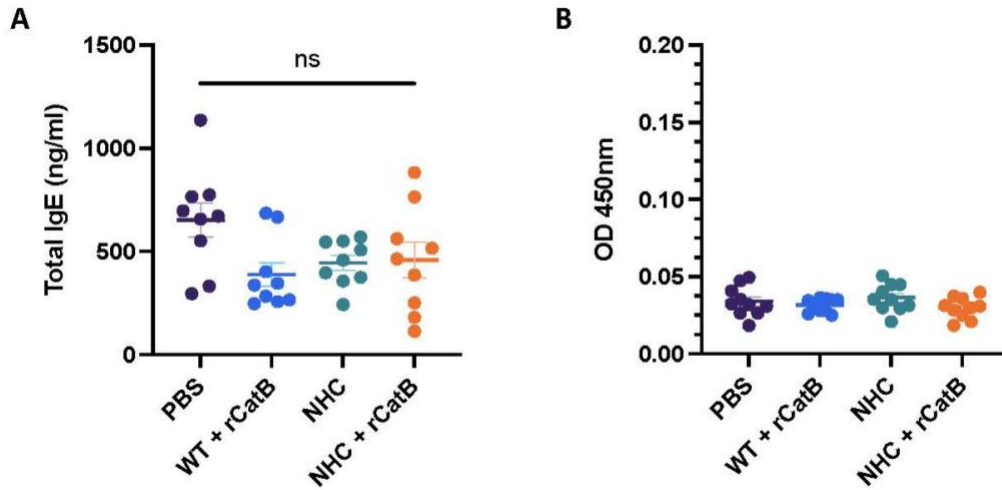 A
Total IgE (ng/ml)
1500
1000
500
0
ns
PBS
WT + rCatB
NHC
NHC + rCatB
B
OD 450nm
0.20
0.15
0.10
0.05
0.00
PBS
WT + rCatB
NHC
NHC + rCatB